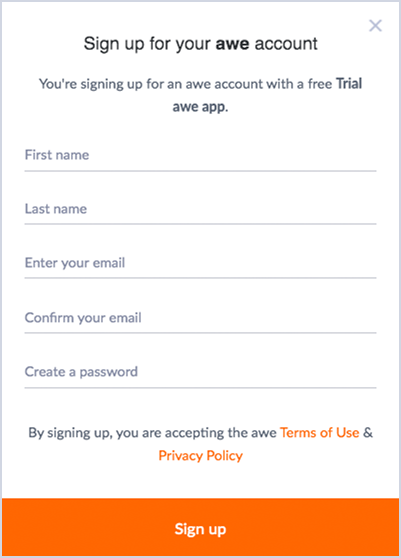 Sign up for your awe account
You're signing up for an awe account with a free Trial
awe app.
First name
Last name
Enter your email
Confirm your email
Create a password
By signing up, you are accepting the awe Terms of Use &
Privacy Policy
Sign up